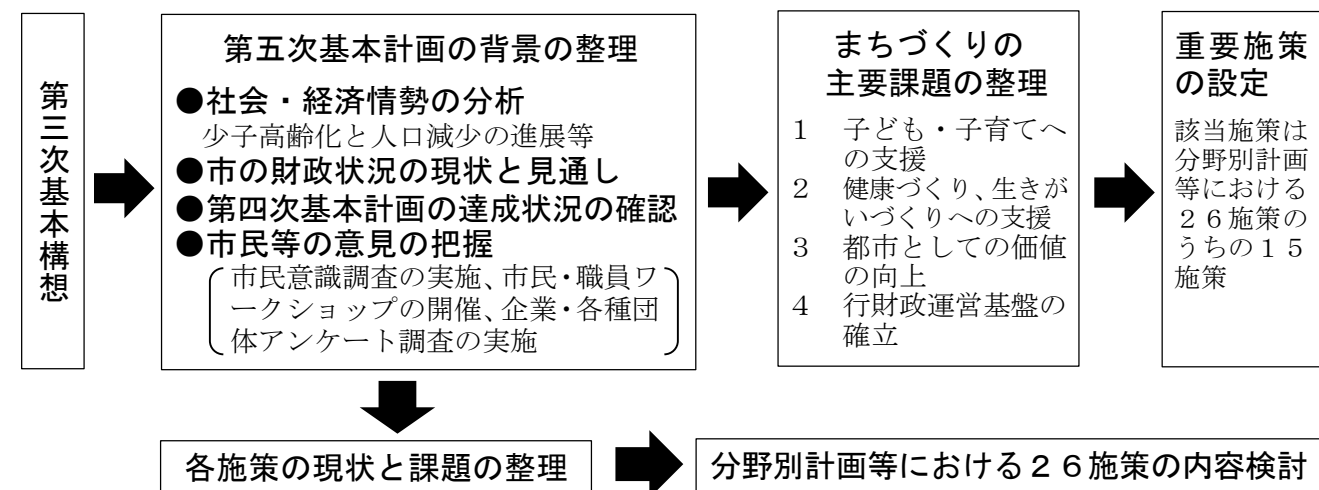 第三次基本構想
第五次基本計画の背景の整理
●社会・経済情勢の分析
少子高齢化と人口減少の進展等
●市の財政状況の現状と見通し
●第四次基本計画の達成状況の確認
●市民等の意見の把握
市民意識調査の実施、市民・職員ワ
ークショップの開催、企業・各種団
体アンケート調査の実施
まちづくりの
主要課題の整理
1 子ども・子育てへ
の支援
2 健康づくり、生きが
いづくりへの支援
3 都市としての価値
の向上
4 行財政運営基盤の
確立
重要施策
の設定
該当施策は
分野別計画
等における
２６施策の
うちの１５
施策
各施策の現状と課題の整理
分野別計画等における２６施策の内容検討